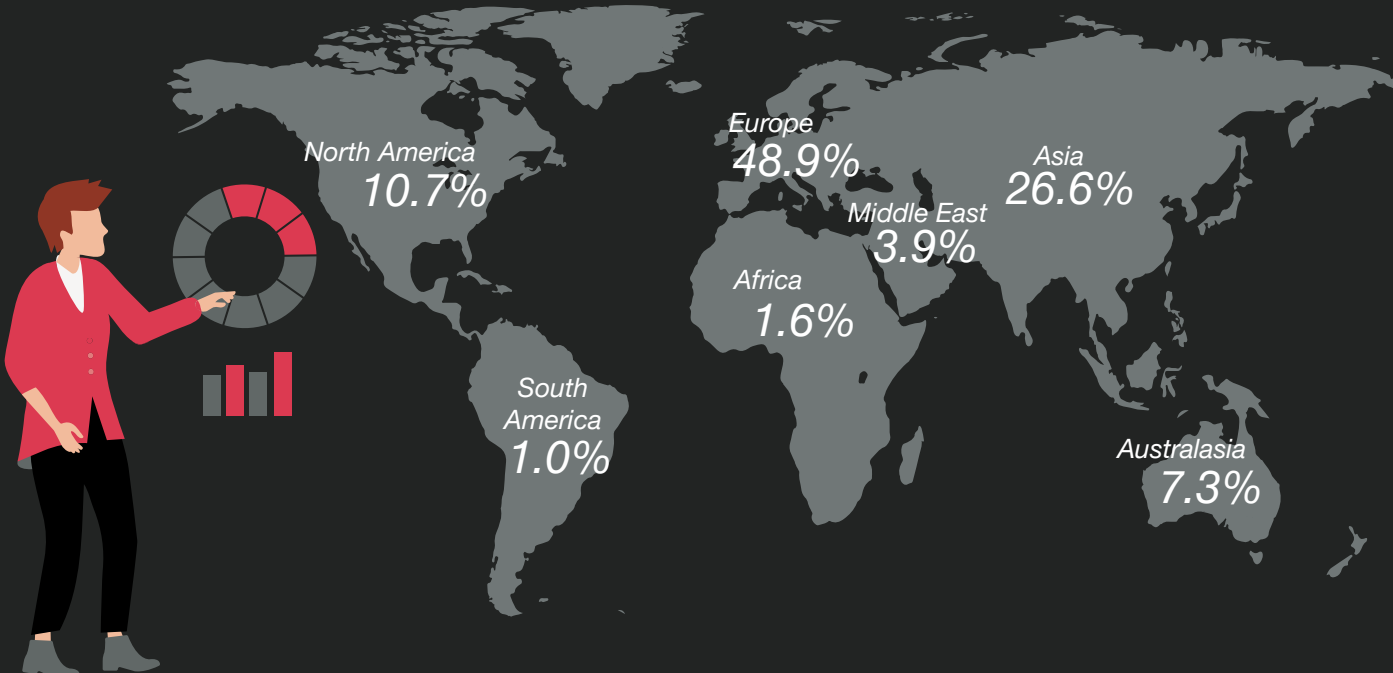 North America
10.7%
Europe
48.9%
Asia
26.6%
Middle East
3.9%
Africa
1.6%
South
America
1.0%
Australasia
7.3%